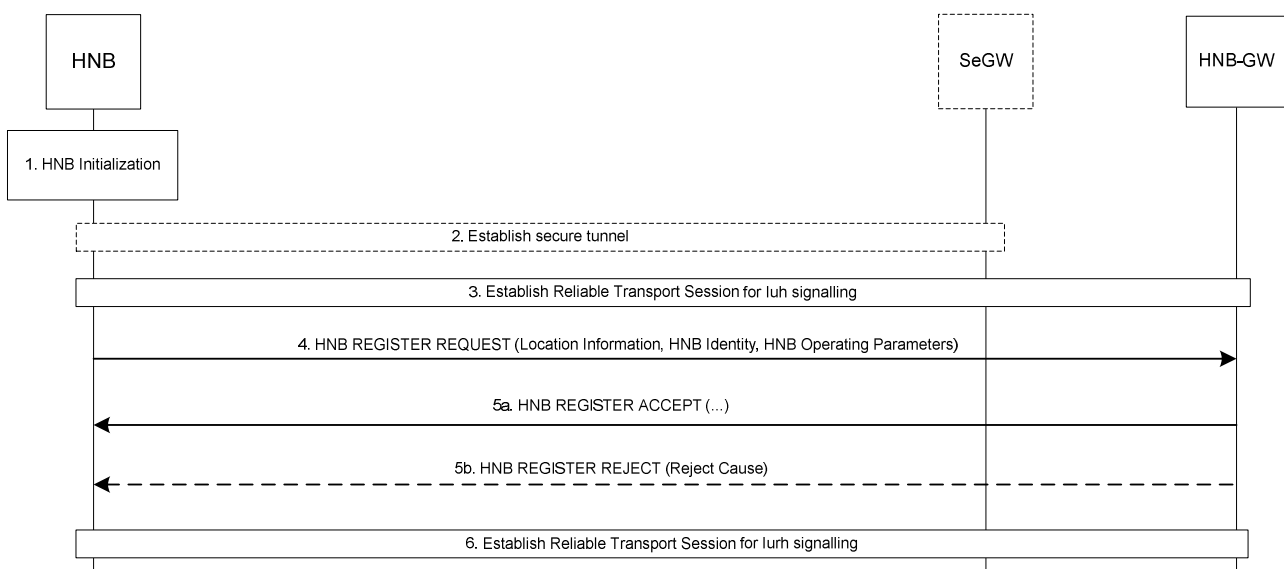 HNB
SeGW
HNB-GW
1. HNB Initialization
2. Establish secure tunnel
3. Establish Reliable Transport Session for Iuh signalling
4. HNB REGISTER REQUEST (Location Information, HNB Identity, HNB Operating Parameters)
5a. HNB REGISTER ACCEPT (...)
5b. HNB REGISTER REJECT (Reject Cause)
6. Establish Reliable Transport Session for Iurh signalling